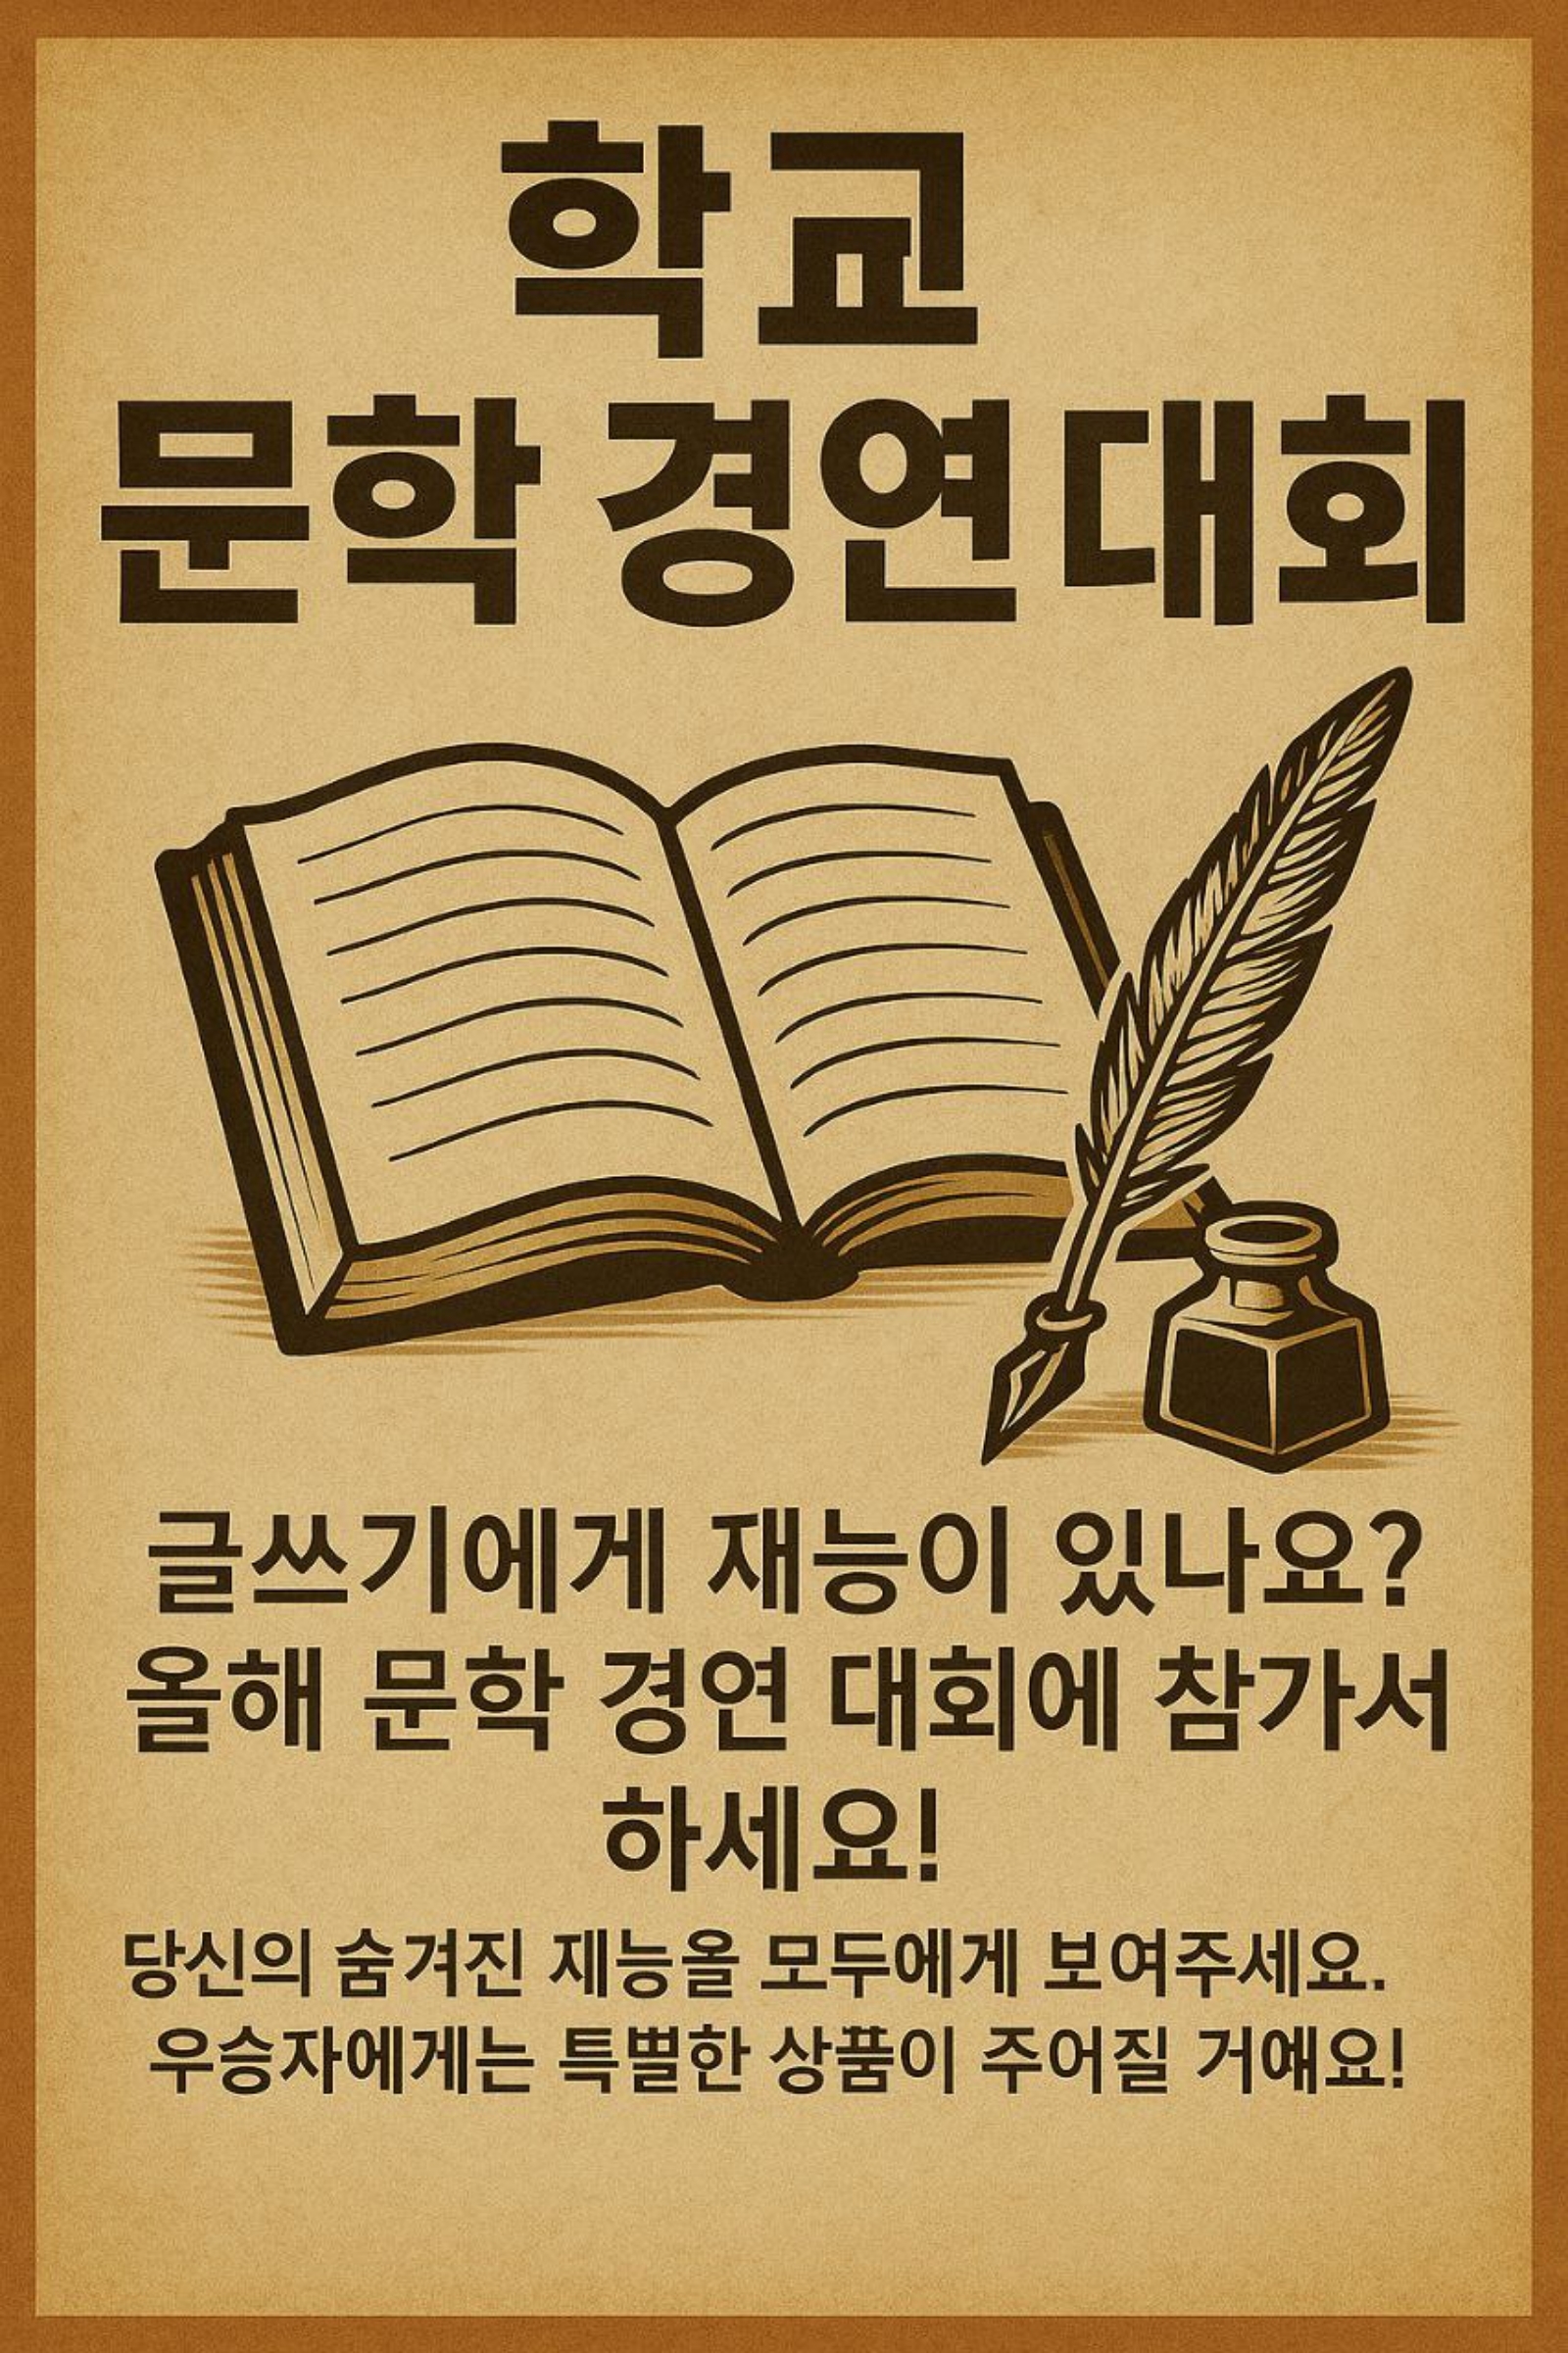 학교
문학 경연 대회
글쓰기에게 재능이 있나요?
올해 문학 경연 대회에 참가서
하세요!
당신의 숨겨진 재능올 모두에게 보여주세요.
우승자에게는 특별한 상품이 주어질 거예요!